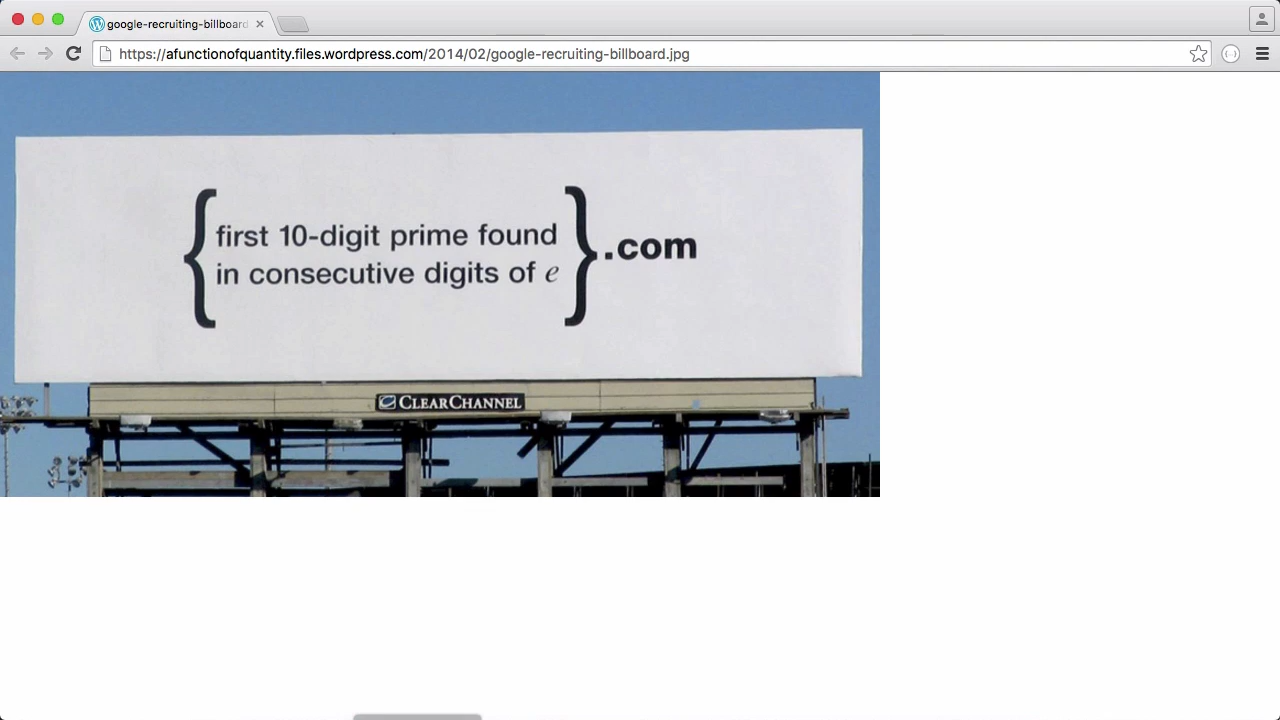 google-recruiting-billboard
https://afunctionofquantity.files.wordpress.com/2014/02/google-recruiting-billboard.jpg
{first 10-digit prime found
in consecutive digits of e}.com
CLEARCHANNEL